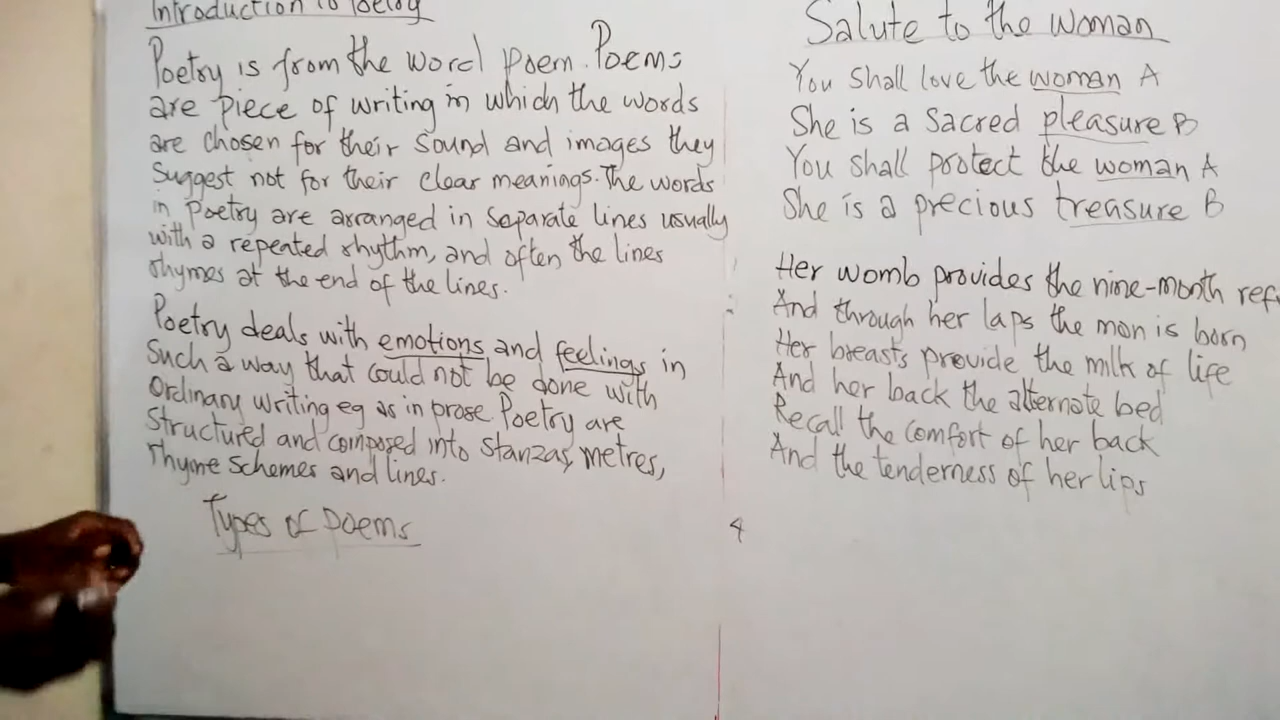 Introduction to Poetry
Poetry is from the word poem. Poems
are piece of writing in which the words
are chosen for their sound and images they
Suggest not for their clear meanings. The words
in poetry are arranged in separate lines usually
with a repeated rhythm, and often the lines
rhymes at the end of the lines.
Poetry deals with emotions and feelings in
Such a way that could not be done with
Ordinary writing eg as in prose. Poetry are
Structured and composed into stanzas, metres,
rhyme schemes and lines.
Types of poems
Salute to the woman
You shall love the woman A
She is a Sacred pleasure B
You shall protect the woman A
She is a precious treasure B
Her womb provides the nine-month ref
And through her laps the man is born
Her breasts provide the milk of life
And her back the alternate bed
Recall the comfort of her back
And the tenderness of her lips
4